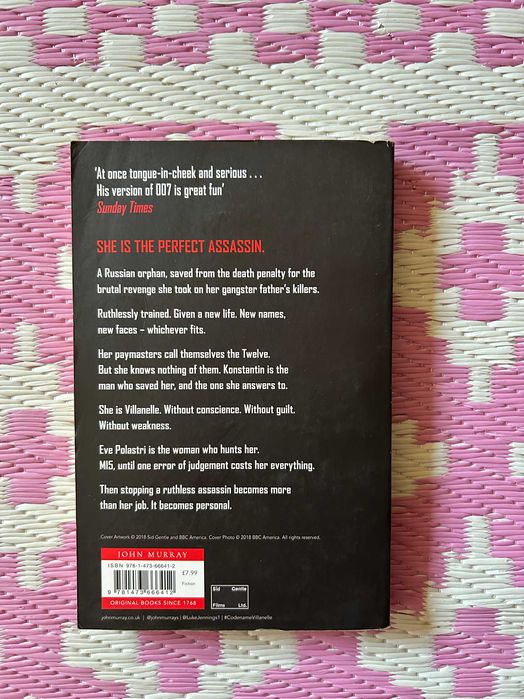 'At once tongue-in-cheek and serious . . .
His version of 007 is great fun'
Sunday Times
SHE IS THE PERFECT ASSASSIN.
A Russian orphan, saved from the death penalty for the
brutal revenge she took on her gangster father's killers.
Ruthlessly trained. Given a new life. New names,
new faces – whichever fits.
Her paymasters call themselves the Twelve.
But she knows nothing of them. Konstantin is the
man who saved her, and the one she answers to.
She is Villanelle. Without conscience. Without guilt.
Without weakness.
Eve Polastri is the woman who hunts her.
MI5, until one error of judgement costs her everything.
Then stopping a ruthless assassin becomes more
than her job. It becomes personal.
Cover Artwork © 2018 Sid Gentle and BBC America. Cover Photo © 2018 BBC America. All rights reserved.
JOHN MURRAY
ISBN 978-1-473-66641-2
£7.99
Fiction
9 781473 666412
ORIGINAL BOOKS SINCE 1768
Sid Gentle
Films Ltd.
johnmurray.co.uk | @johnmurrays | @LukeJennings1 | #CodenameVillanelle